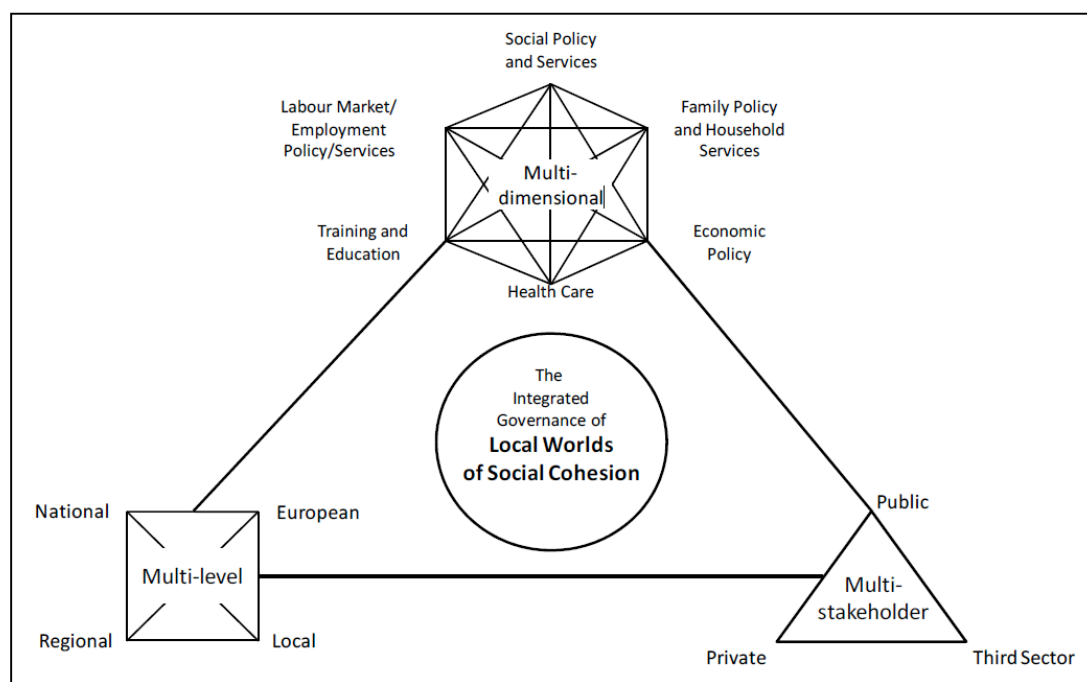 Social Policy
and Services
Labour Market/
Employment
Policy/Services
Family Policy
and Household
Services
Multi-
dimensional
Training and
Education
Economic
Policy
Health Care
The
Integrated
Governance of
Local Worlds
of Social Cohesion
National
European
Public
Multi-level
Multi-
stakeholder
Regional
Local
Private
Third Sector